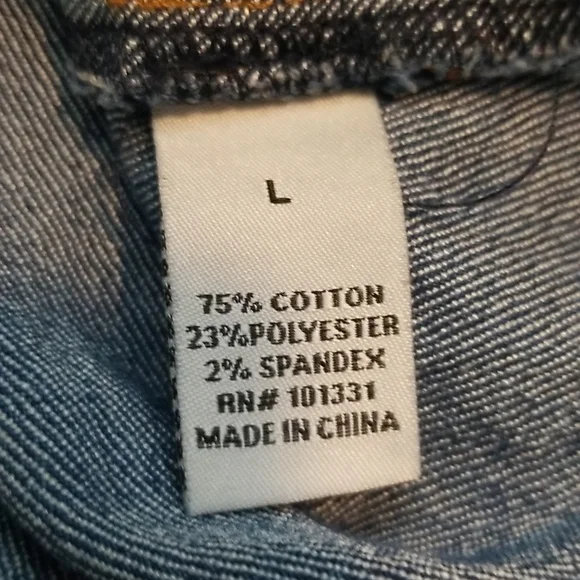 L
75% COTTON
23%POLYESTER
2% SPANDEX
RN# 101331
MADE IN CHINA